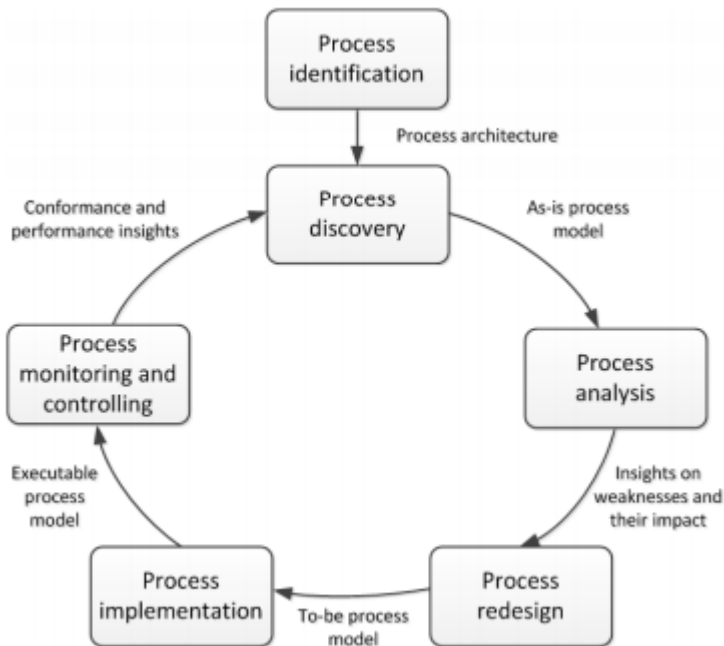 Process
identification
Process architecture
Process
discovery
As-is process
model
Process
analysis
Insights on
weaknesses and
their impact
Process
redesign
To-be process
model
Process
implementation
Executable
process
model
Process
monitoring and
controlling
Conformance and
performance insights